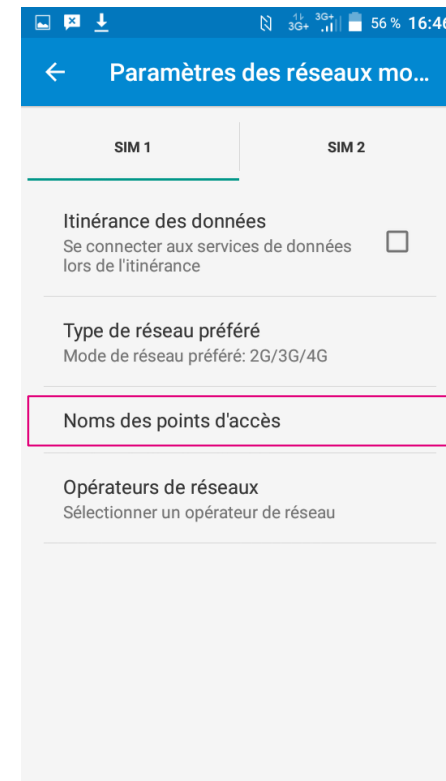 3G+ 3G+ 56 % 16:46
Paramètres des réseaux mo...
SIM 1 SIM 2
Itinérance des données
Se connecter aux services de données
lors de l'itinérance
Type de réseau préféré
Mode de réseau préféré: 2G/3G/4G
Noms des points d'accès
Opérateurs de réseaux
Sélectionner un opérateur de réseau